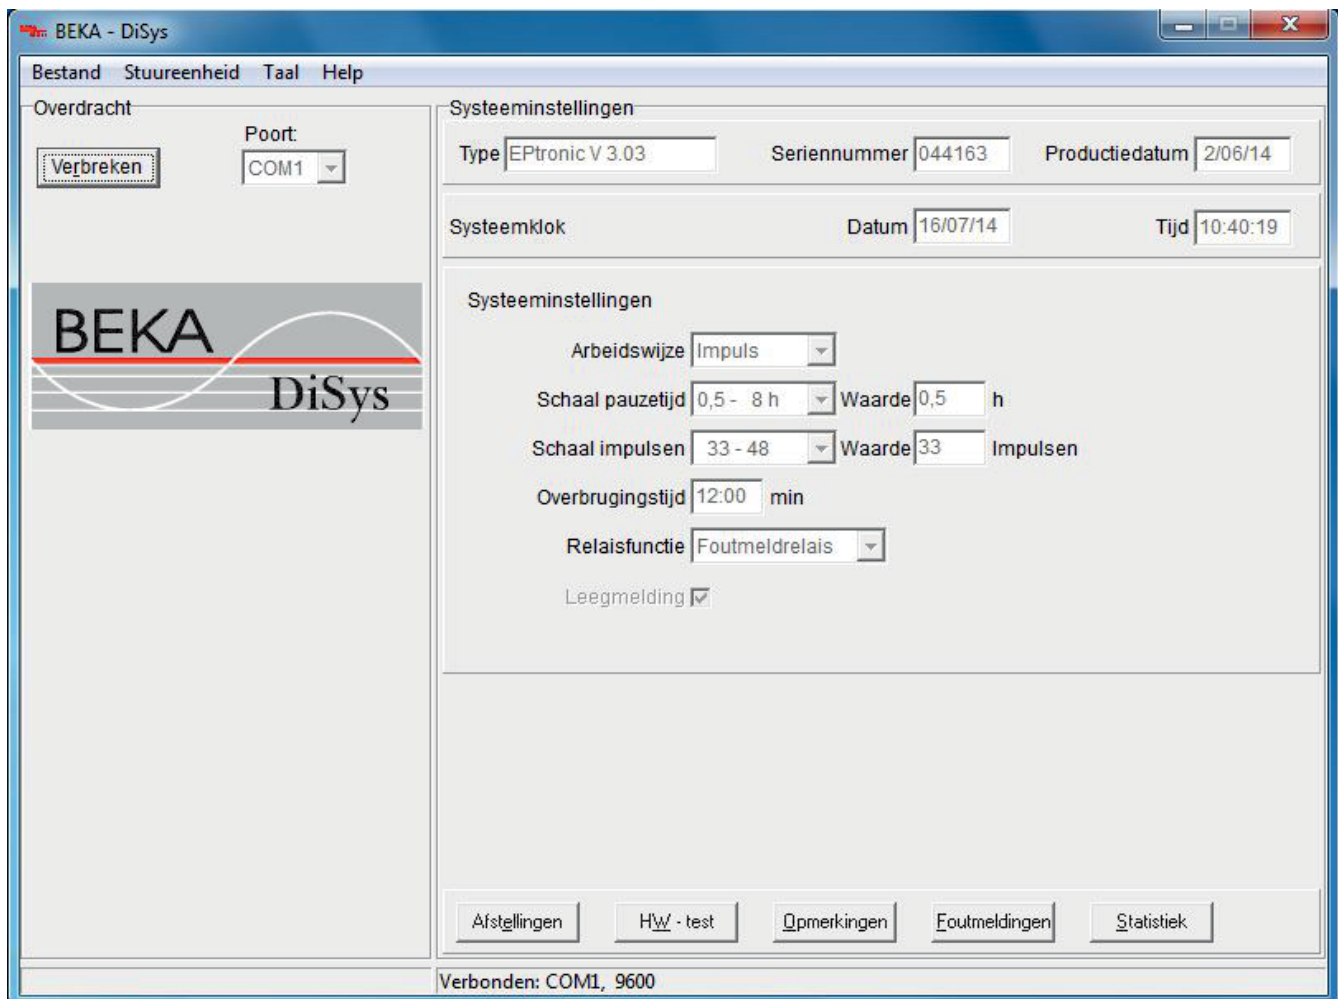 BEKA - DiSys
Bestand Stuureenheid Taal Help
Overdracht
Poort:
Verbreken COM1
BEKA
DiSys
Systeeminstellingen
Type EPtronic V 3.03 Seriennummer 044163 Productiedatum 2/06/14
Systeemklok Datum 16/07/14 Tijd 10:40:19
Systeeminstellingen
Arbeidswijze Impuls
Schaal pauzetijd 0,5 - 8 h Waarde 0,5 h
Schaal impulsen 33 - 48 Waarde 33 Impulsen
Overbrugingstijd 12:00 min
Relaisfunctie Foutmeldrelais
Leegmelding
Afstellingen HW - test Opmerkingen Foutmeldingen Statistiek
Verbonden: COM1, 9600